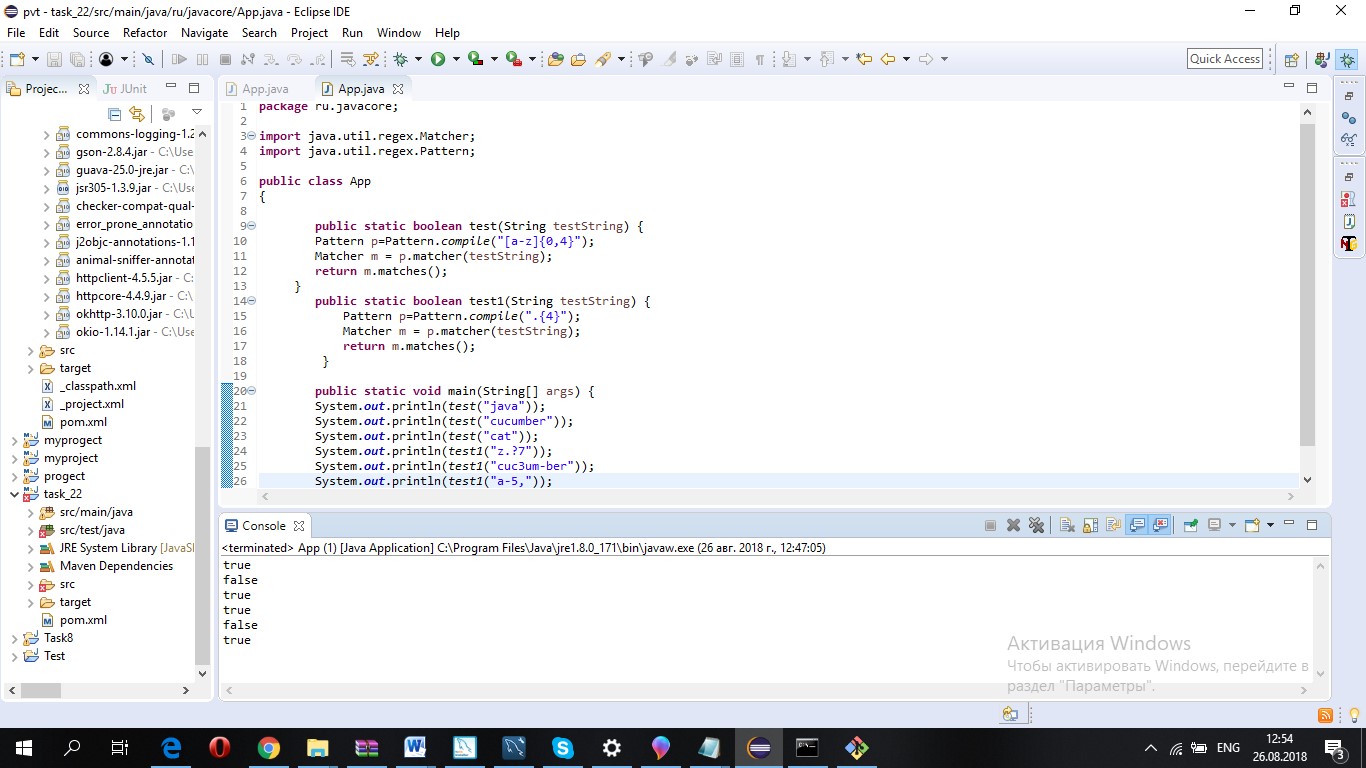 pvt - task_22/src/main/java/ru/javacore/App.java - Eclipse IDE
File Edit Source Refactor Navigate Search Project Run Window Help
Quick Access
Projec... JUnit
commons-logging-1.2
gson-2.8.4.jar - C:\Use
guava-25.0-jre.jar - C:\
jsr305-1.3.9.jar - C:\Use
checker-compat-qual-
error_prone_annotatio
j2objc-annotations-1.1
animal-sniffer-annotat
httpclient-4.5.5.jar - C:
httpcore-4.4.9.jar - C:\
okhttp-3.10.0.jar - C:\U
okio-1.14.1.jar - C:\Use
src
target
_classpath.xml
_project.xml
pom.xml
myprogect
myproject
progect
task_22
src/main/java
src/test/java
JRE System Library [JavaS
Maven Dependencies
src
target
pom.xml
Task8
Test
App.java App.java
1 package ru.javacore;
2
3 import java.util.regex.Matcher;
4 import java.util.regex.Pattern;
5
6 public class App
7 {
8
9 public static boolean test(String testString) {
10 Pattern p=Pattern.compile("[a-z]{0,4}");
11 Matcher m = p.matcher(testString);
12 return m.matches();
13 }
14 public static boolean test1(String testString) {
15 Pattern p=Pattern.compile(".{4}");
16 Matcher m = p.matcher(testString);
17 return m.matches();
18 }
19
20 public static void main(String[] args) {
21 System.out.println(test("java"));
22 System.out.println(test("cucumber"));
23 System.out.println(test("cat"));
24 System.out.println(test1("z.?7"));
25 System.out.println(test1("cuc3um-ber"));
26 System.out.println(test1("a-5,"));
Console
<terminated> App (1) [Java Application] C:\Program Files\Java\jre1.8.0_171\bin\javaw.exe (26 авг. 2018 г., 12:47:05)
true
false
true
true
false
true
Активация Windows
Чтобы активировать Windows, перейдите в
раздел "Параметры".
ENG
12:54
26.08.2018
3